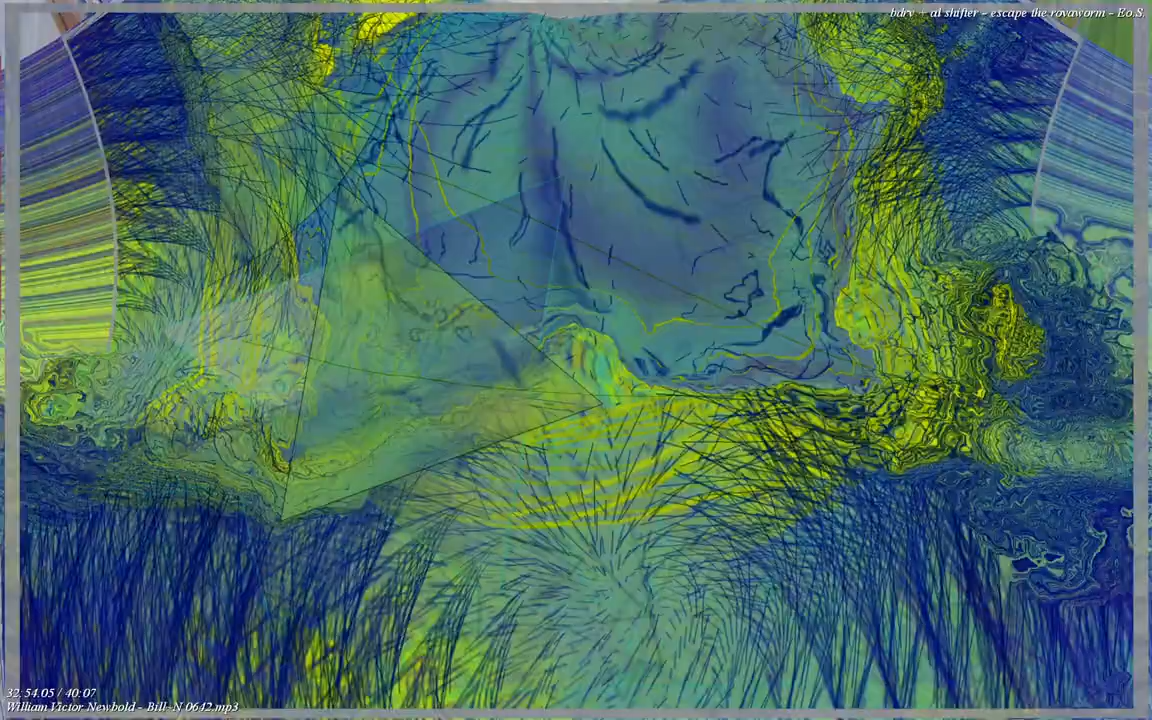 bdrv + al shifter - escape the rovaworm - Eo.S.
32:54.05 / 40:07
William Victor Newbold - Bill~N 0642.mp3